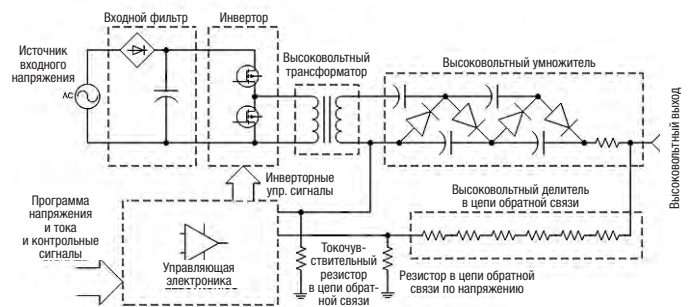 Входной фильтр
Инвертор
Источник
входного
напряжения
AC
Высоковольтный
трансформатор
Высоковольтный умножитель
Высоковольтный выход
Инверторные
упр. сигналы
Высоковольтный делитель
в цепи обратной связи
Программа
напряжения
и тока
и контрольные
сигналы
Управляющая
электроника
Токочув-
ствительный
резистор
в цепи обрат-
ной связи
Резистор в цепи обратной
связи по напряжению